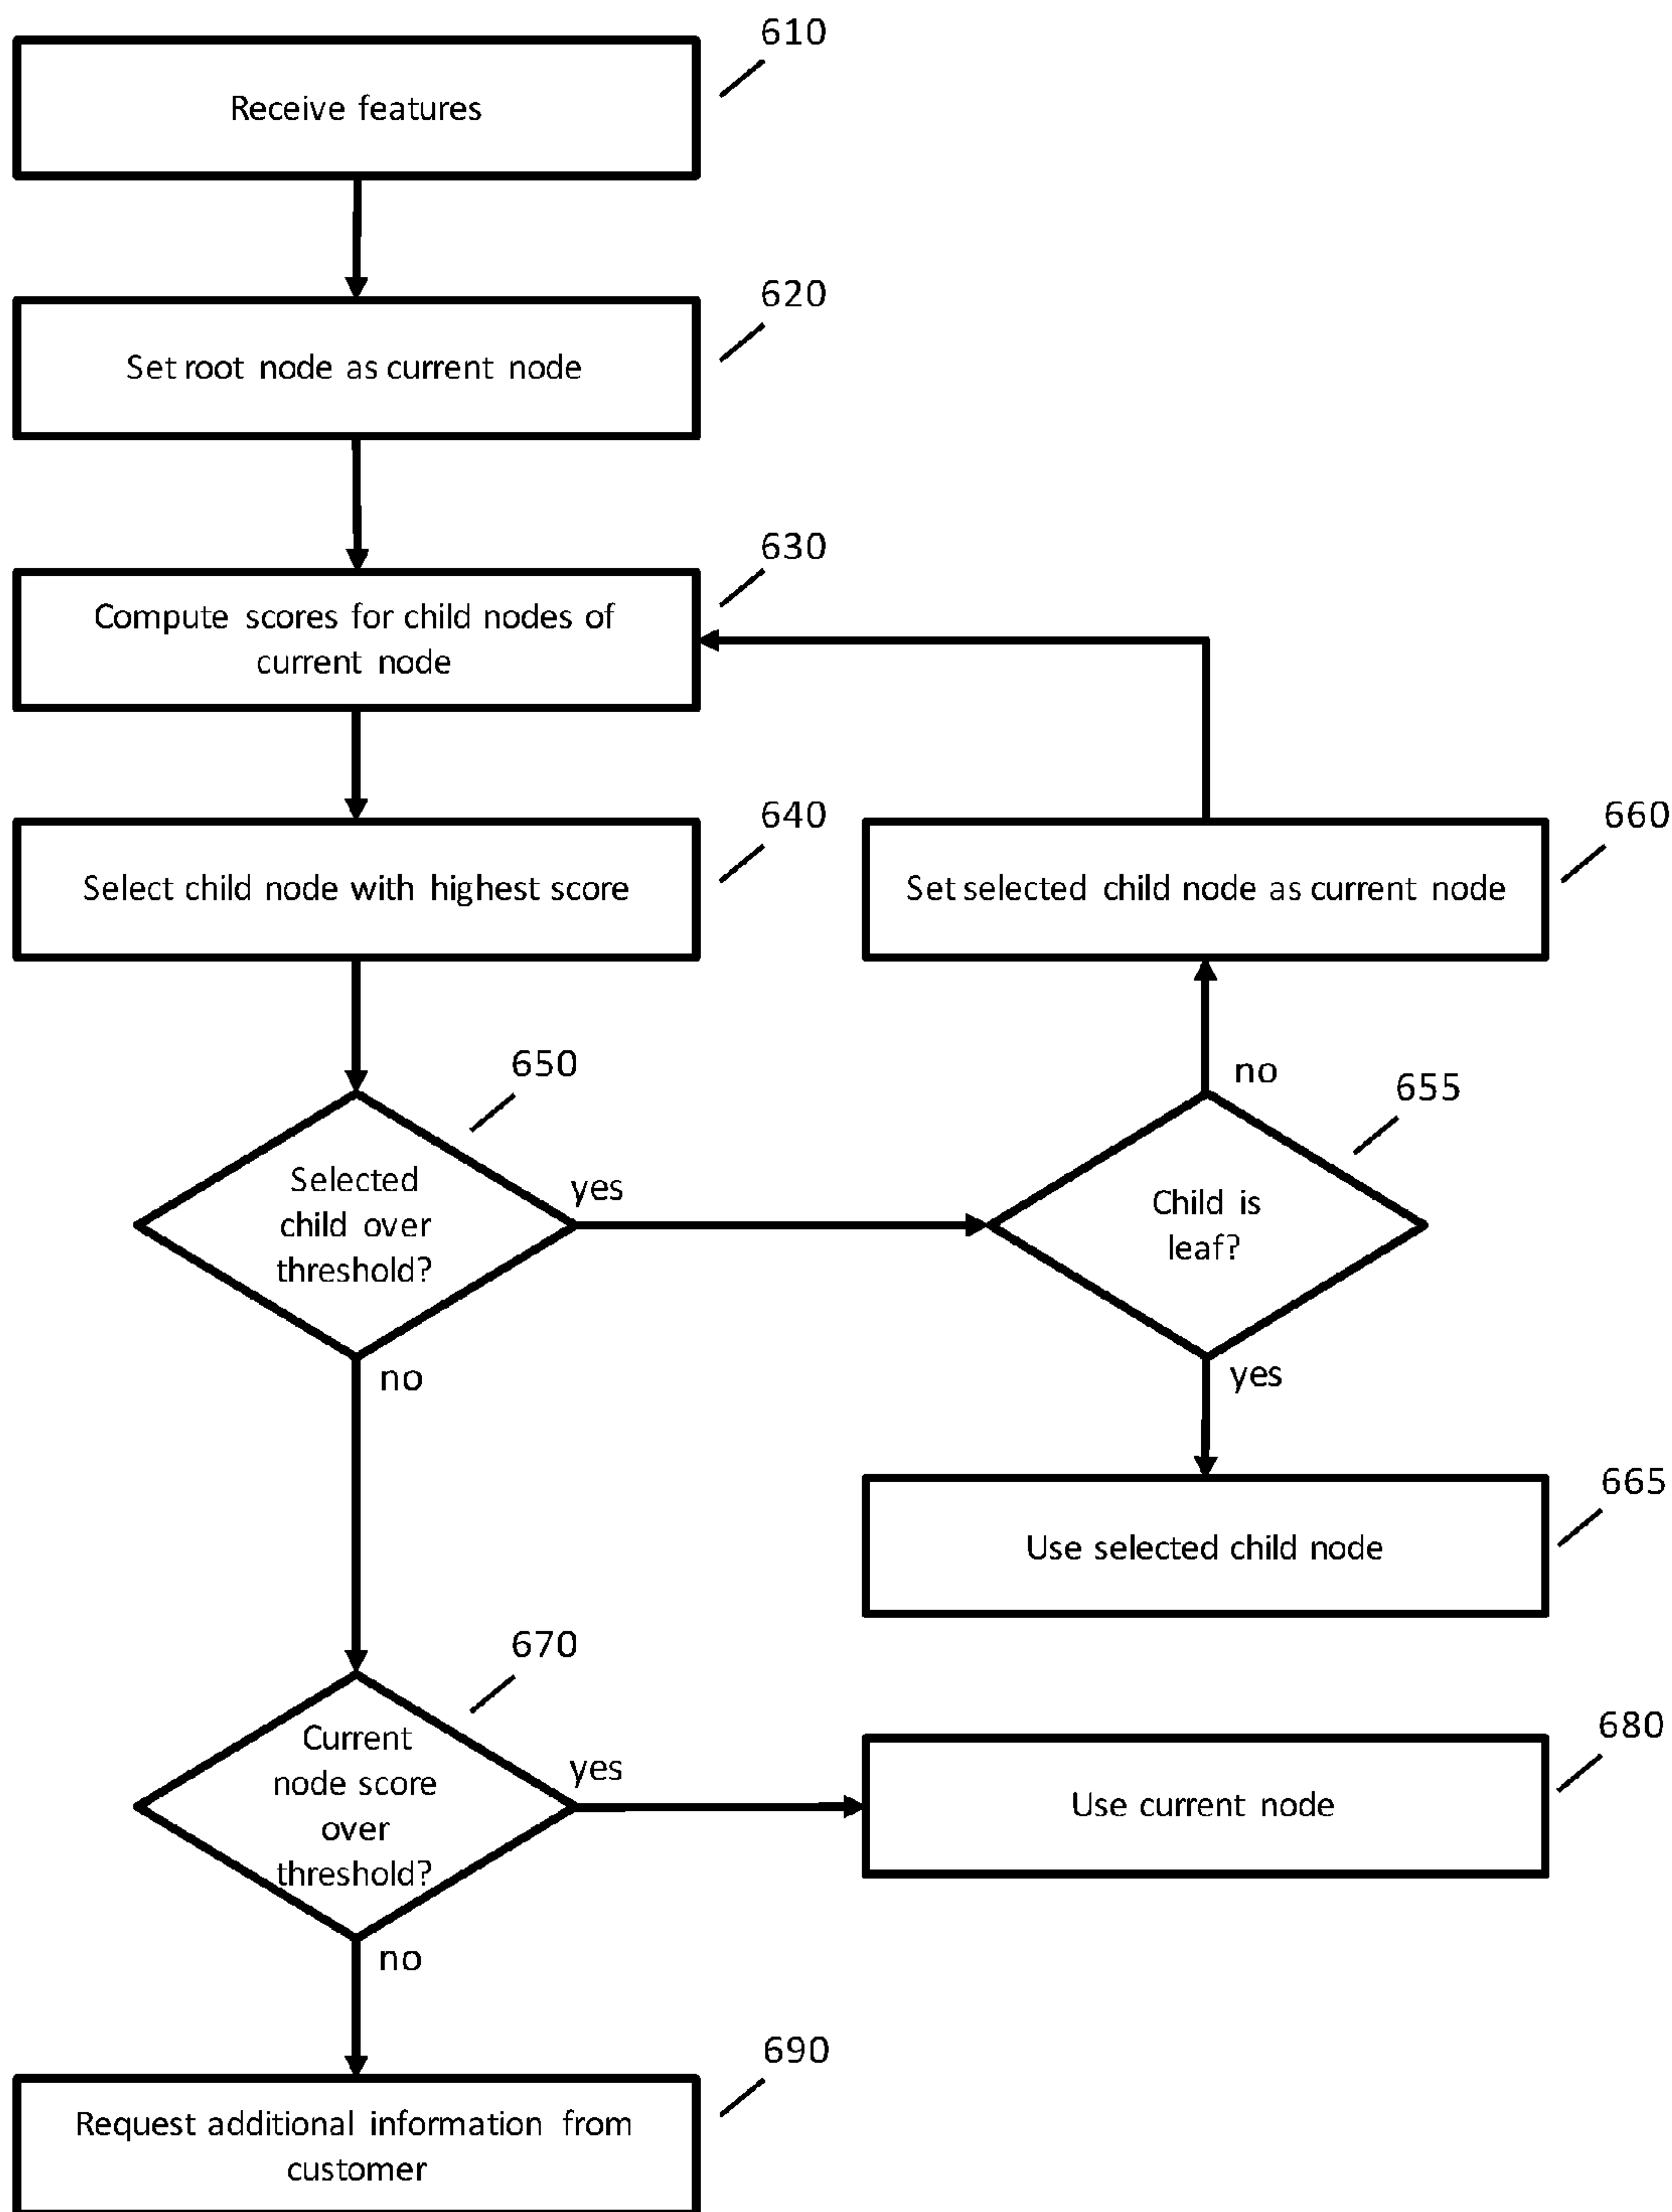 610
Receive features
620
Set root node as current node
630
Compute scores for child nodes of
current node
640
Select child node with highest score
660
Set selected child node as current node
650
Selected
child over
threshold?
yes
no
655
Child is
leaf?
no
yes
665
Use selected child node
670
Current
node score
over
threshold?
yes
680
Use current node
no
690
Request additional information from
customer